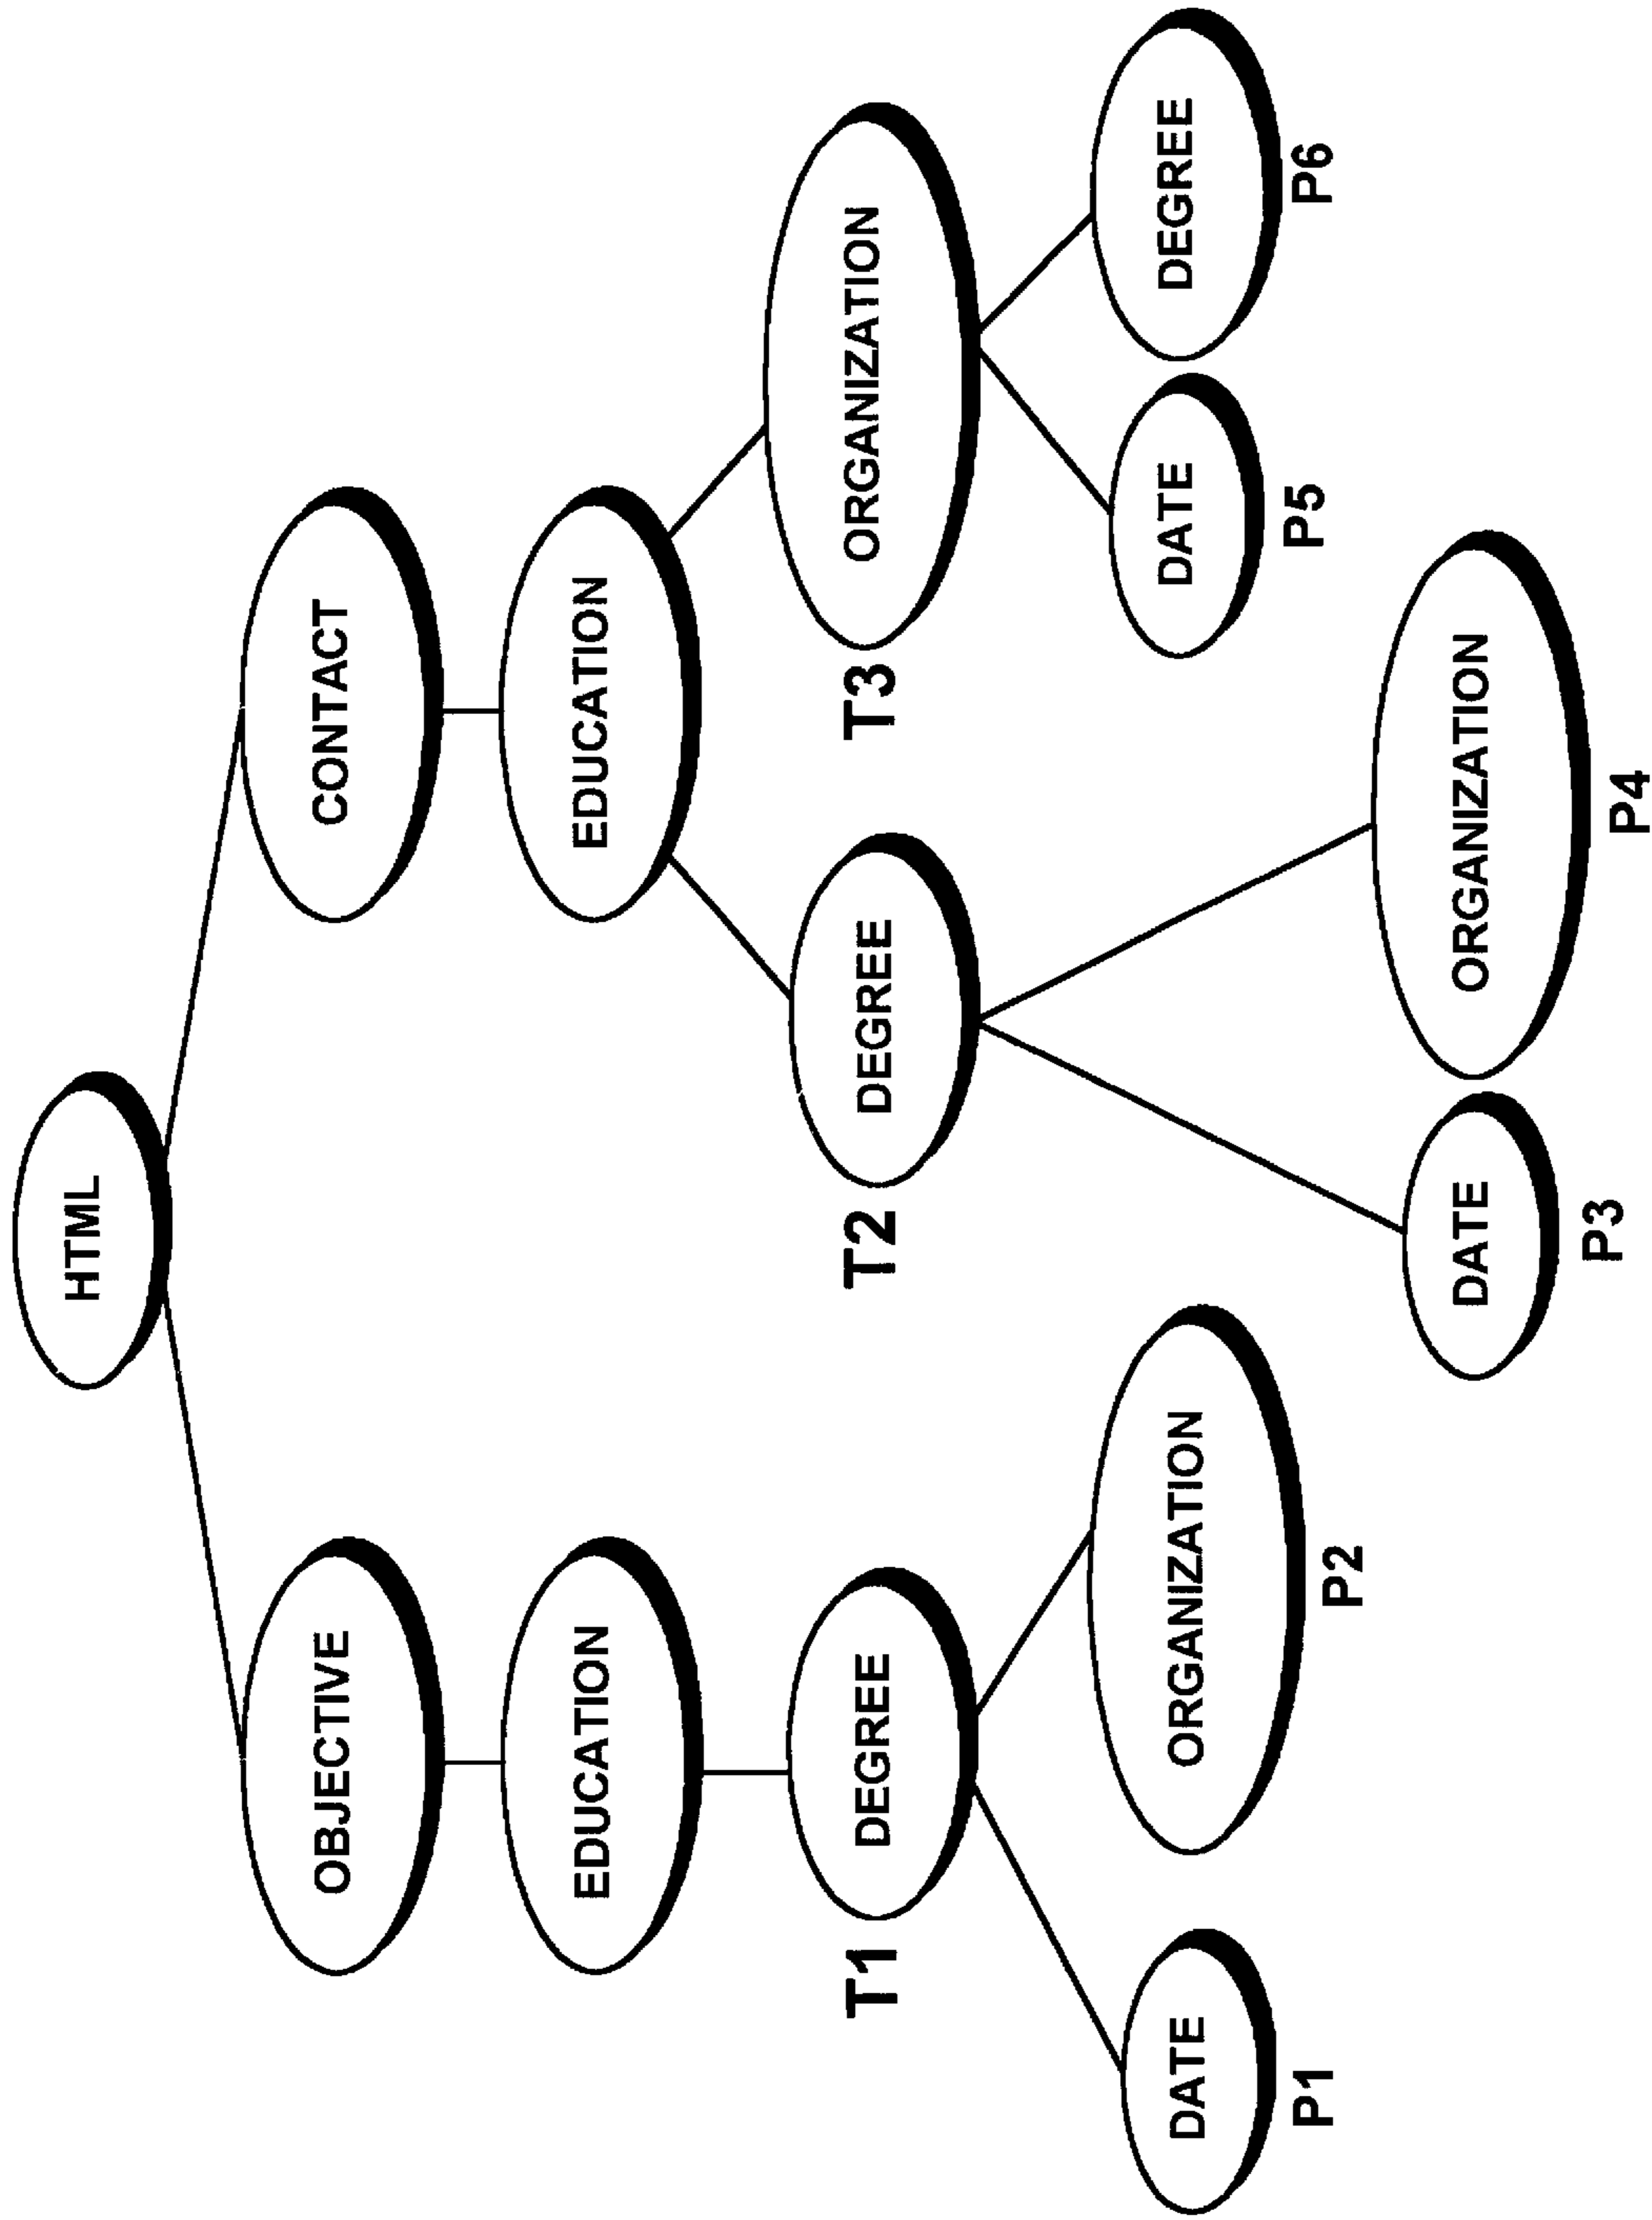 HTML
OBJECTIVE
CONTACT
EDUCATION
EDUCATION
T1
DEGREE
T2
DEGREE
T3
ORGANIZATION
DATE
ORGANIZATION
DATE
DEGREE
P1
P2
P5
P6
DATE
ORGANIZATION
P3
P4